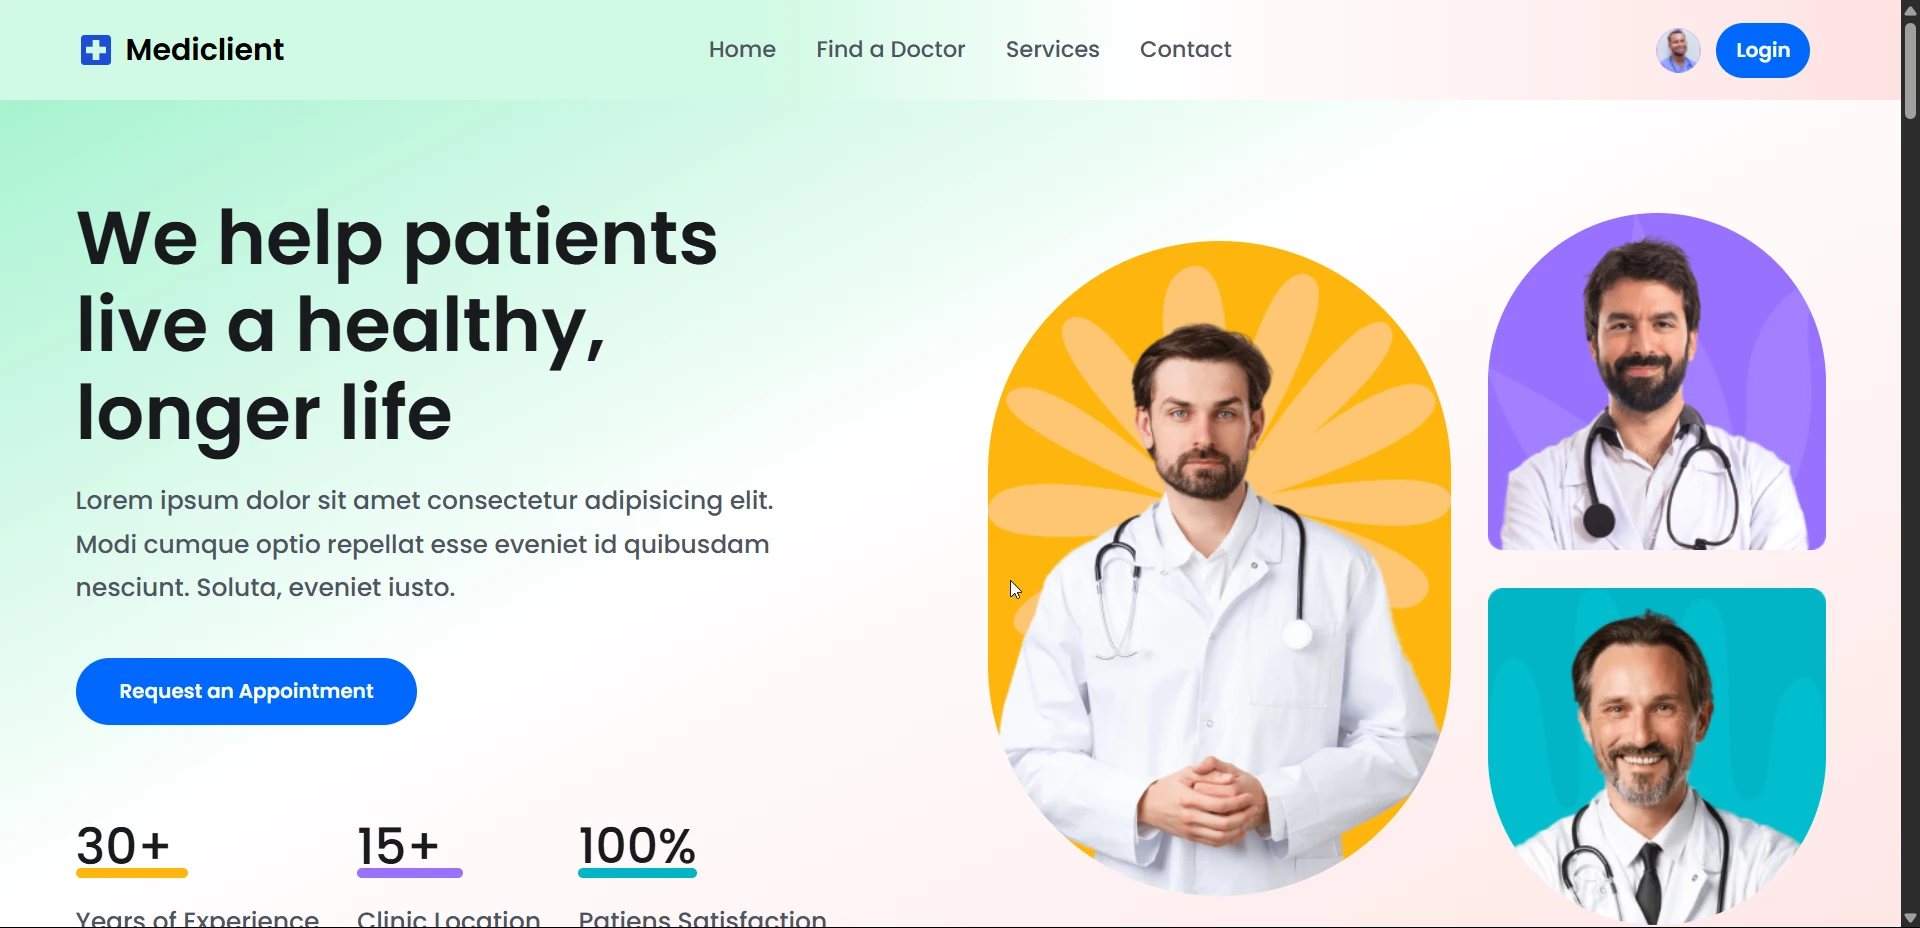 Mediclient
Home Find a Doctor Services Contact
Login
We help patients
live a healthy,
longer life
Lorem ipsum dolor sit amet consectetur adipisicing elit.
Modi cumque optio repellat esse eveniet id quibusdam
nesciunt. Soluta, eveniet iusto.
Request an Appointment
30+ 15+ 100%
Years of Experience Clinic Location Patiens Satisfaction